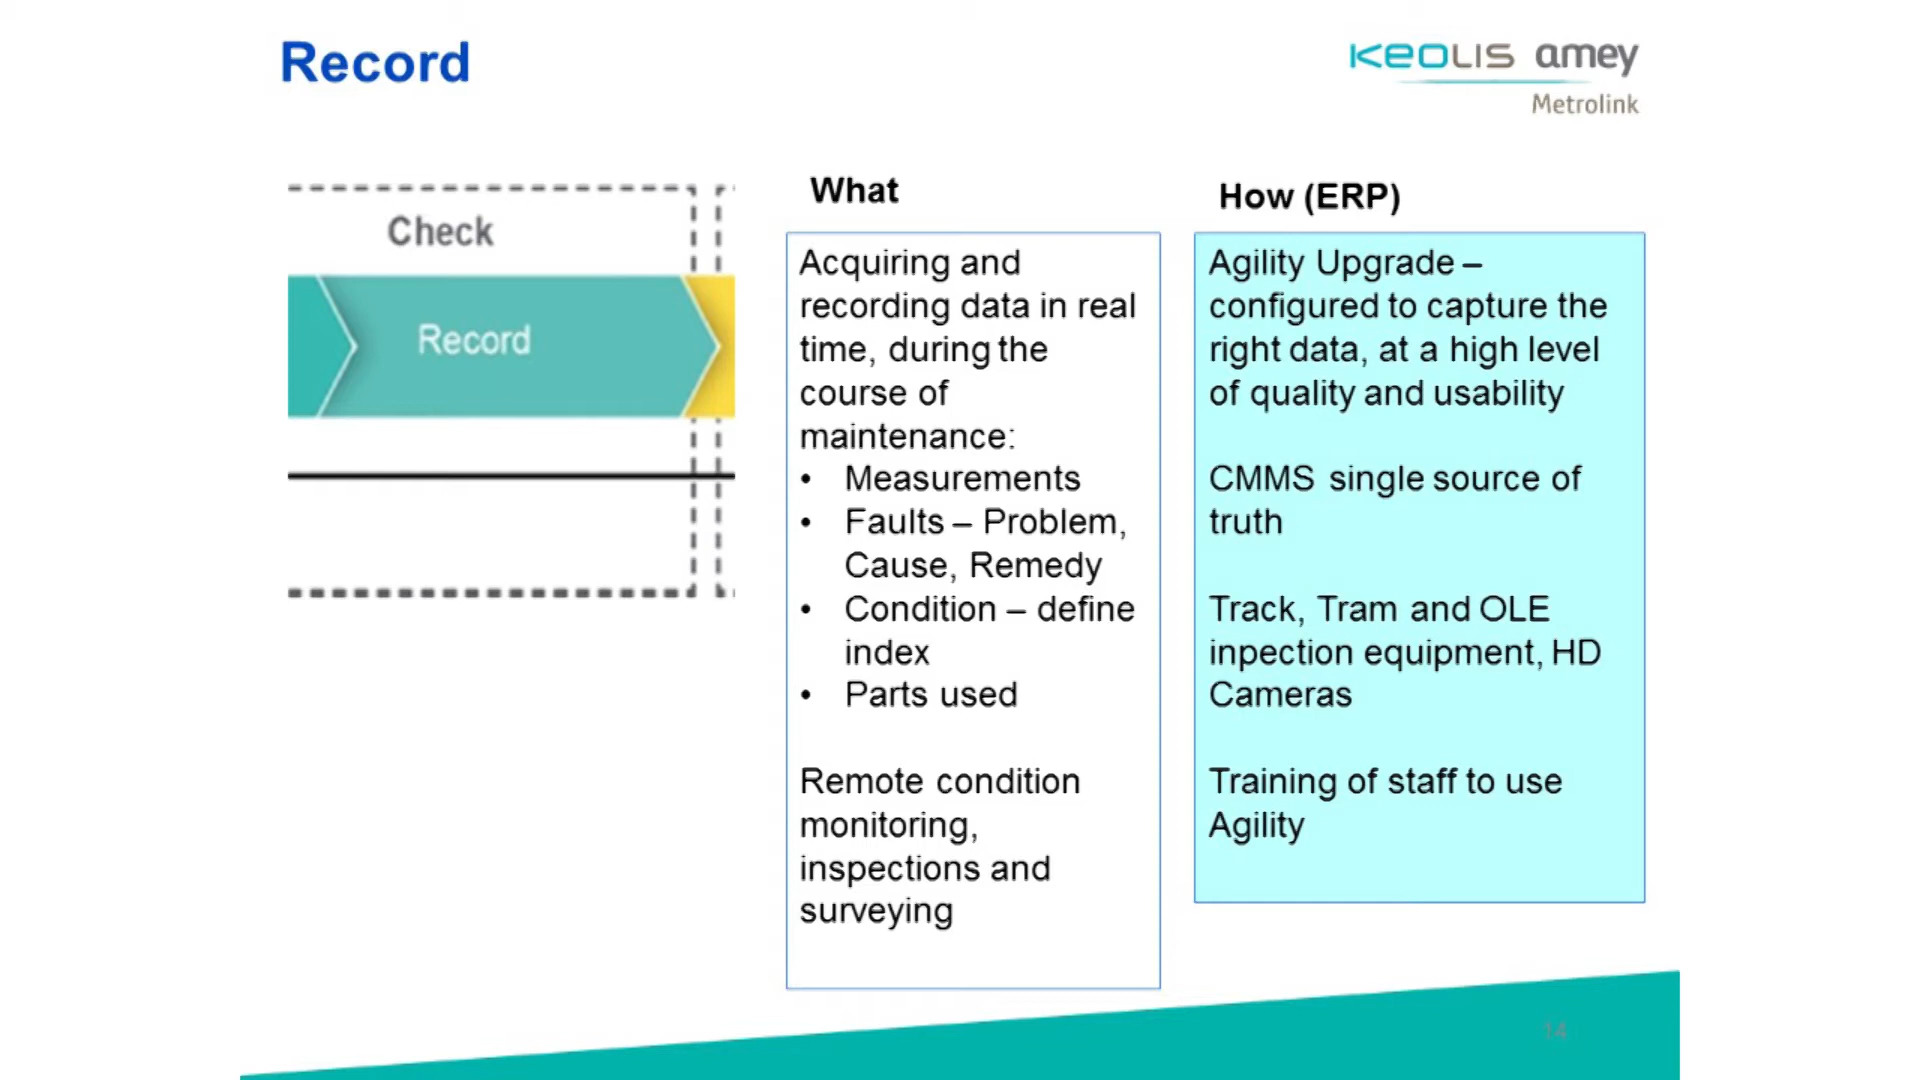 Record
KEOLIS amey
Metrolink
Check
Record
What
Acquiring and
recording data in real
time, during the
course of
maintenance:
• Measurements
• Faults – Problem,
Cause, Remedy
• Condition – define
index
• Parts used
Remote condition
monitoring,
inspections and
surveying
How (ERP)
Agility Upgrade –
configured to capture the
right data, at a high level
of quality and usability
CMMS single source of
truth
Track, Tram and OLE
inpection equipment, HD
Cameras
Training of staff to use
Agility
14